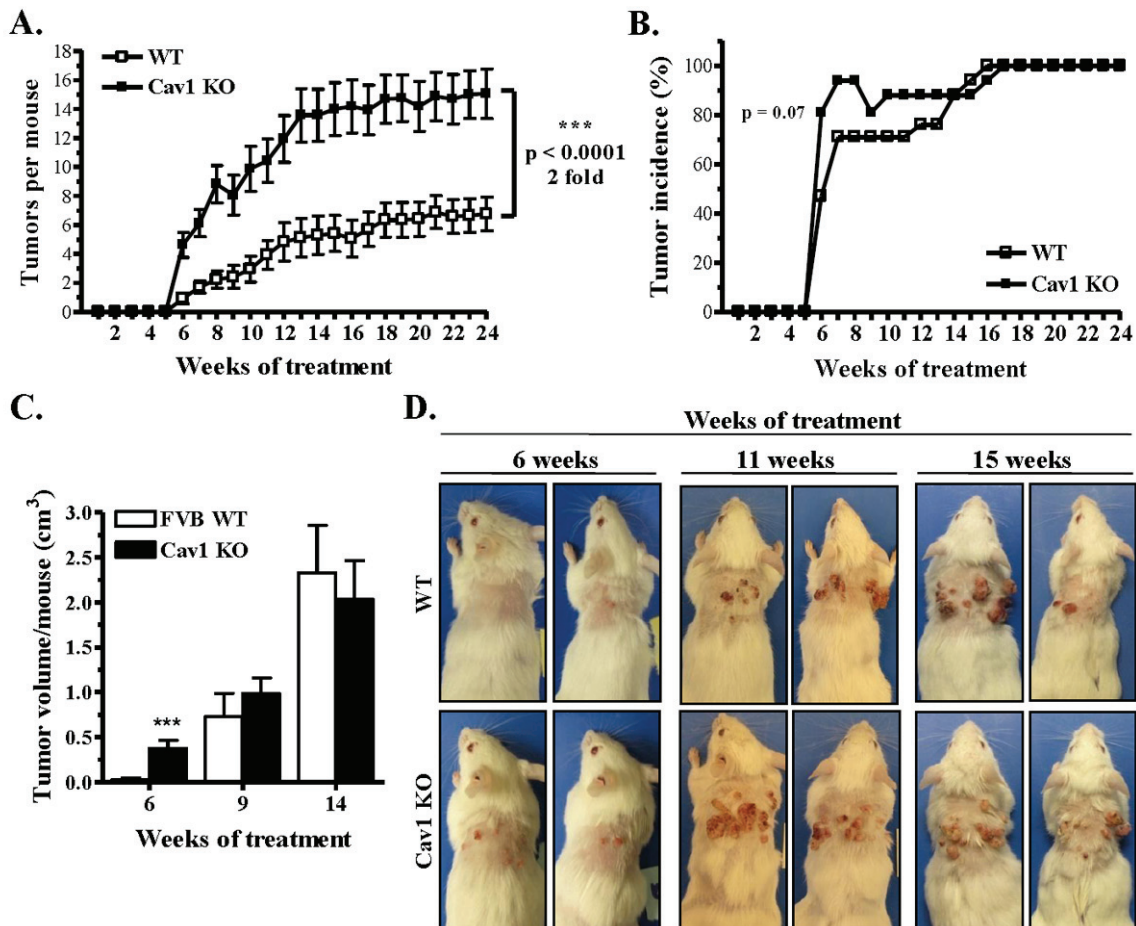 A.
WT
Cav1 KO
Tumors per mouse
18
16
14
12
10
8
6
4
2
0
2 4 6 8 10 12 14 16 18 20 22 24
Weeks of treatment
***
p < 0.0001
2 fold
B.
Tumor incidence (%)
100
80
60
40
20
0
p = 0.07
WT
Cav1 KO
2 4 6 8 10 12 14 16 18 20 22 24
Weeks of treatment
C.
Tumor volume/mouse (cm³)
3.0
2.5
2.0
1.5
1.0
0.5
0.0
FVB WT
Cav1 KO
***
6 9 14
Weeks of treatment
D.
Weeks of treatment
6 weeks 11 weeks 15 weeks
WT
Cav1 KO